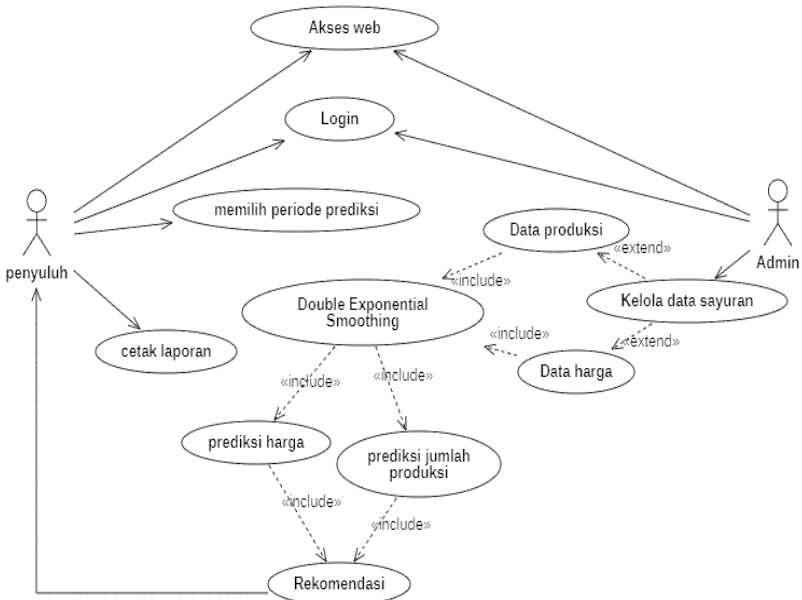 Akses web
Login
memilih periode prediksi
Data produksi
«extend»
penyuluh
Admin
«include»
Double Exponential
Smoothing
Kelola data sayuran
«include»
«extend»
cetak laporan
Data harga
«include»
«include»
prediksi harga
prediksi jumlah
produksi
«include»
«include»
Rekomendasi